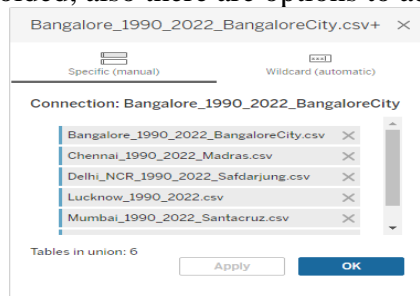 Bangalore_1990_2022_BangaloreCity.csv+ ×
Specific (manual) Wildcard (automatic)
Connection: Bangalore_1990_2022_BangaloreCity
Bangalore_1990_2022_BangaloreCity.csv ×
Chennai_1990_2022_Madras.csv ×
Delhi_NCR_1990_2022_Safdarjung.csv ×
Lucknow_1990_2022.csv ×
Mumbai_1990_2022_Santacruz.csv ×
Tables in union: 6
Apply OK